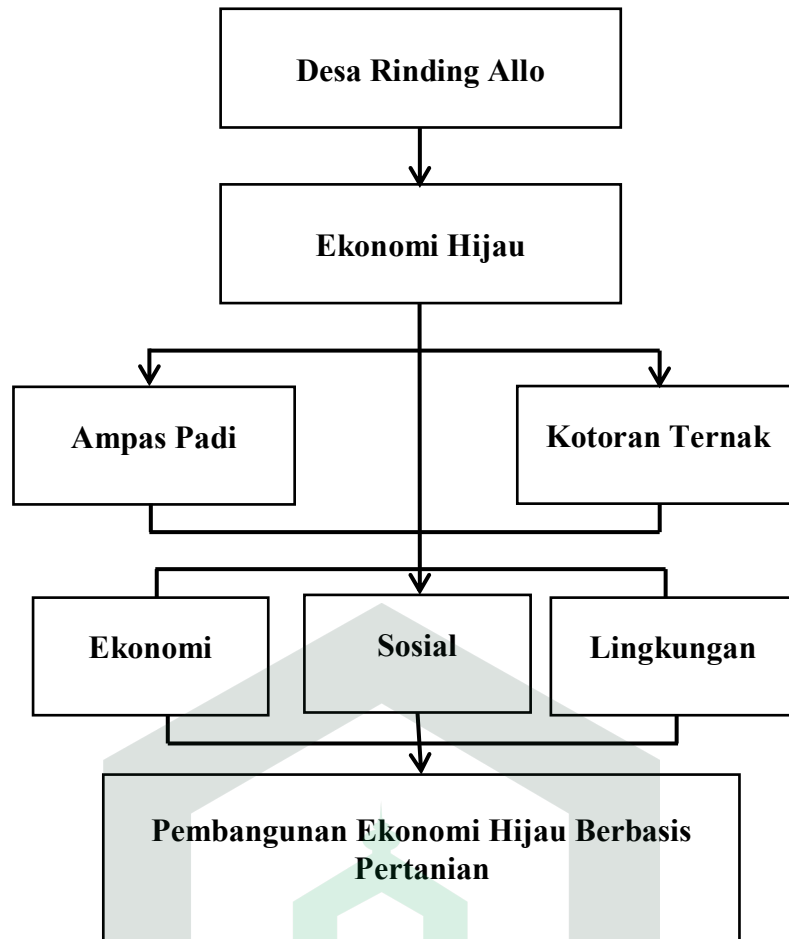 Desa Rinding Allo
Ekonomi Hijau
Ampas Padi
Kotoran Ternak
Ekonomi
Sosial
Lingkungan
Pembangunan Ekonomi Hijau Berbasis
Pertanian